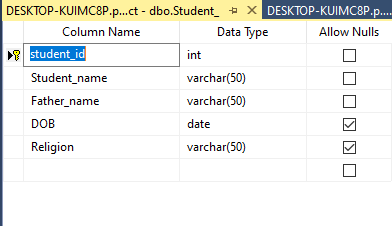 DESKTOP-KUIMC8P.p...ct - dbo.Student_ DESKTOP-KUIMC8P.p....
Column Name Data Type Allow Nulls
student_id int
Student_name varchar(50)
Father_name varchar(50)
DOB date
Religion varchar(50)